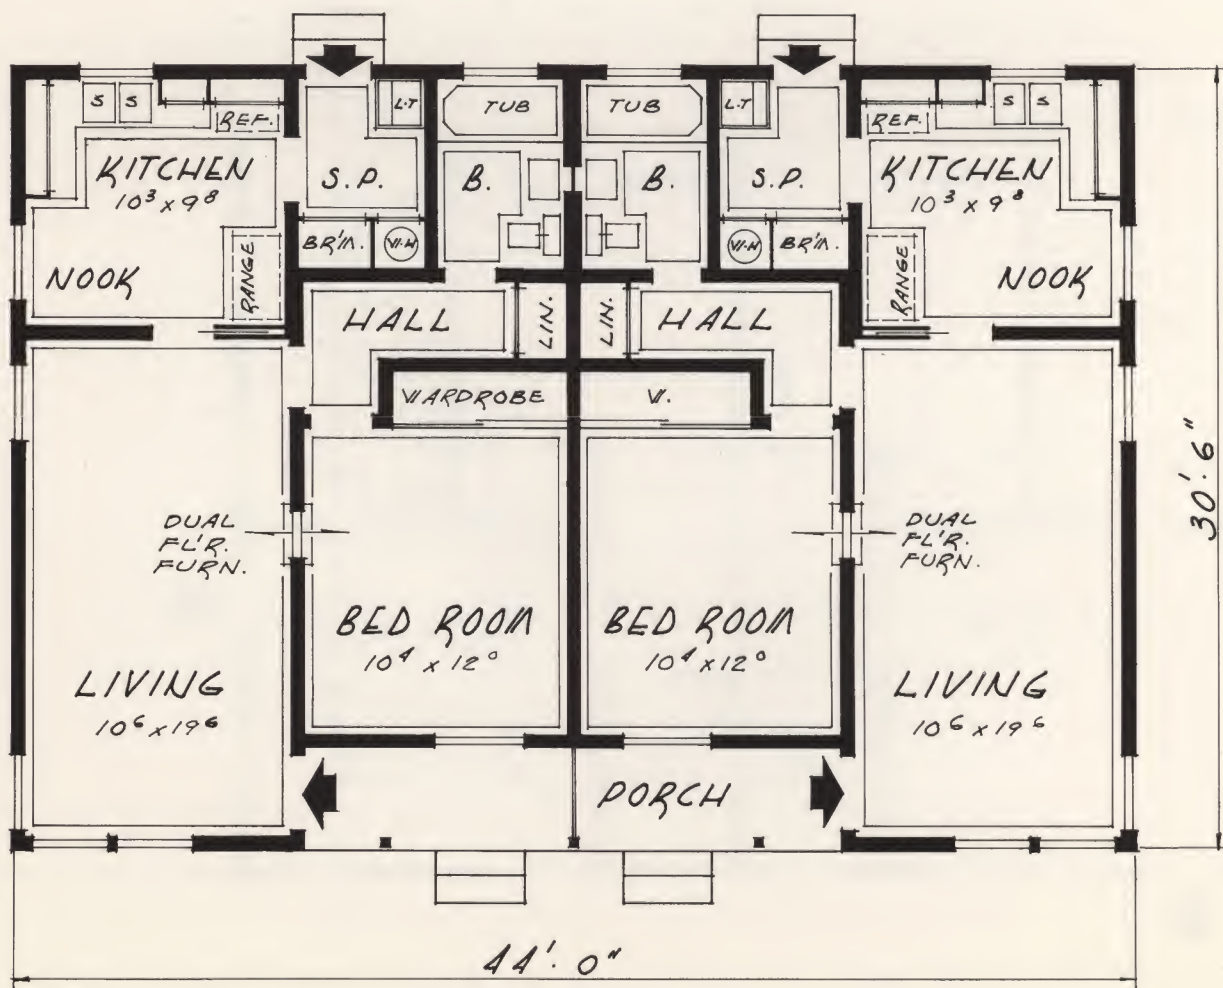 TUB
TUB
S S
L.T
L.T
S S
REF.
REF.
KITCHEN
10³ x 9⁸
S.P.
B.
B.
S.P.
KITCHEN
10³ x 9⁸
NOOK
RANGE
BR'M.
W.H
W.H
BR'M.
RANGE
NOOK
HALL
LIN.
LIN.
HALL
WARDROBE
W.
DUAL
FL'R.
FURN.
DUAL
FL'R.
FURN.
30'-6"
BED ROOM
10⁴ x 12⁰
BED ROOM
10⁴ x 12⁰
LIVING
10⁶ x 19⁶
LIVING
10⁶ x 19⁶
PORCH
44'-0"